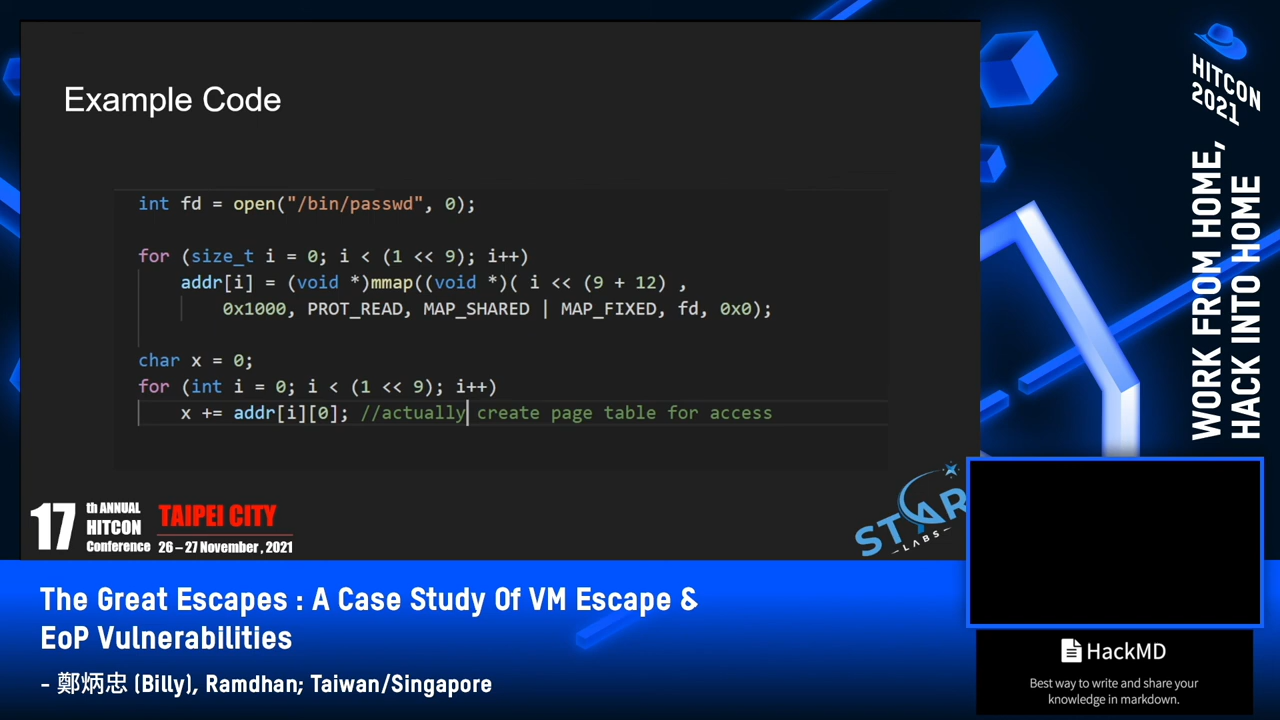 Example Code
int fd = open("/bin/passwd", 0);
for (size_t i = 0; i < (1 << 9); i++)
addr[i] = (void *)mmap((void *)( i << (9 + 12) ,
0x1000, PROT_READ, MAP_SHARED | MAP_FIXED, fd, 0x0);
char x = 0;
for (int i = 0; i < (1 << 9); i++)
x += addr[i][0]; //actually create page table for access
17 th ANNUAL
HITCON
Conference
TAIPEI CITY
26 – 27 November , 2021
STAR
LABS
HITCON
2021
WORK FROM HOME,
HACK INTO HOME
The Great Escapes : A Case Study Of VM Escape &
EoP Vulnerabilities
- 鄭炳忠 (Billy), Ramdhan; Taiwan/Singapore
HackMD
Best way to write and share your
knowledge in markdown.